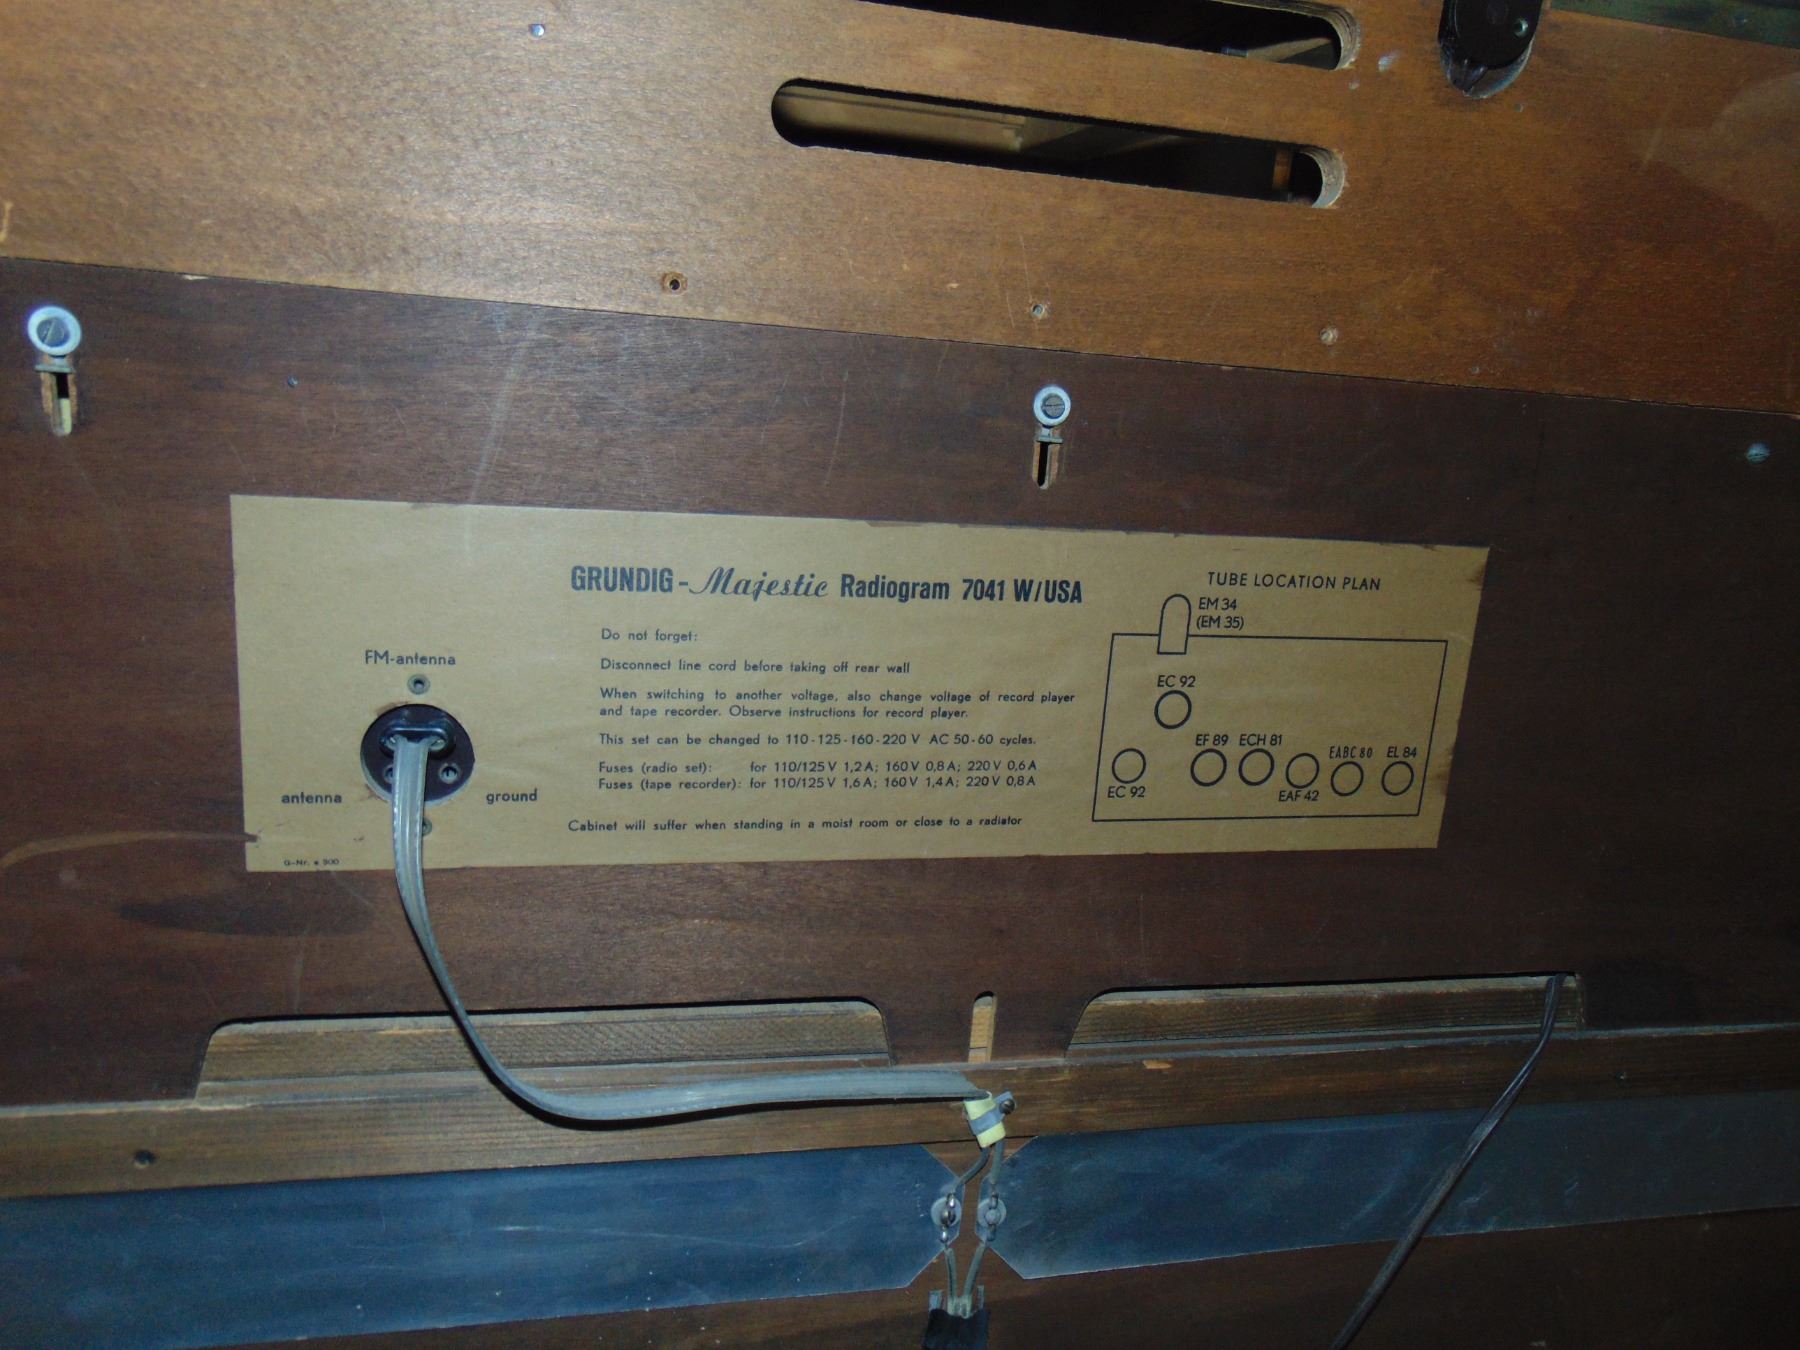 GRUNDIG - Majestic Radiogram 7041 W/USA
Do not forget:
Disconnect line cord before taking off rear wall
When switching to another voltage, also change voltage of record player
and tape recorder. Observe instructions for record player.
This set can be changed to 110-125-160-220 V AC 50-60 cycles.
Fuses (radio set): for 110/125 V 1,2 A; 160 V 0,8 A; 220 V 0,6 A
Fuses (tape recorder): for 110/125 V 1,6 A; 160 V 1,4 A; 220 V 0,8 A
Cabinet will suffer when standing in a moist room or close to a radiator
FM-antenna
antenna
ground
TUBE LOCATION PLAN
EM 34
(EM 35)
EC 92
EF 89 ECH 81
EABC 80 EL 84
EC 92
EAF 42